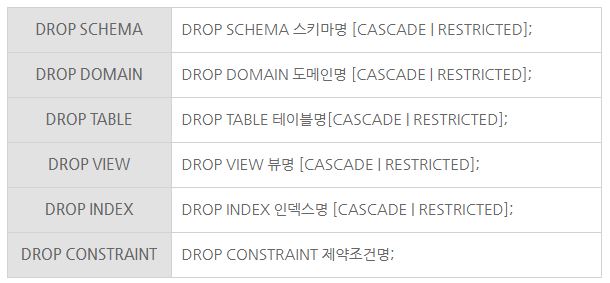 DROP SCHEMA DROP SCHEMA 스키마명 [CASCADE | RESTRICTED];
DROP DOMAIN DROP DOMAIN 도메인명 [CASCADE | RESTRICTED];
DROP TABLE DROP TABLE 테이블명[CASCADE | RESTRICTED];
DROP VIEW DROP VIEW 뷰명 [CASCADE | RESTRICTED];
DROP INDEX DROP INDEX 인덱스명 [CASCADE | RESTRICTED];
DROP CONSTRAINT DROP CONSTRAINT 제약조건명;